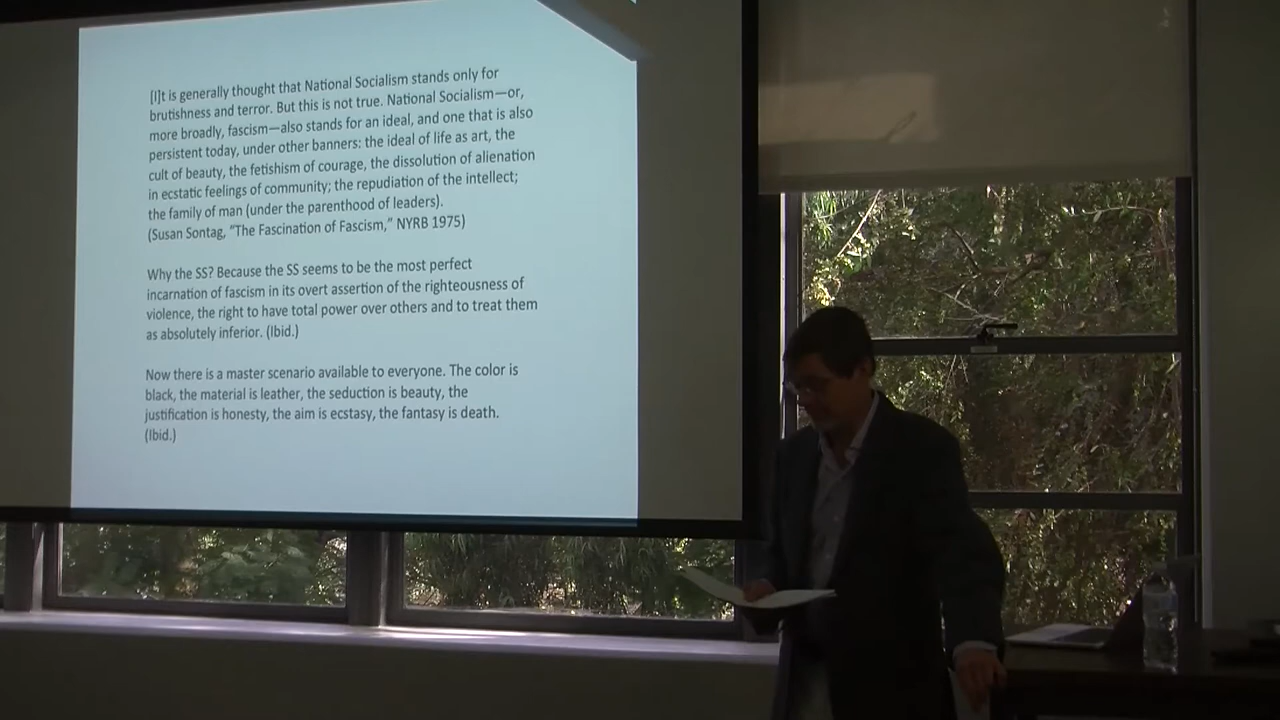 [I]t is generally thought that National Socialism stands only for
brutishness and terror. But this is not true. National Socialism—or,
more broadly, fascism—also stands for an ideal, and one that is also
persistent today, under other banners: the ideal of life as art, the
cult of beauty, the fetishism of courage, the dissolution of alienation
in ecstatic feelings of community; the repudiation of the intellect;
the family of man (under the parenthood of leaders).
(Susan Sontag, “The Fascination of Fascism,” NYRB 1975)
Why the SS? Because the SS seems to be the most perfect
incarnation of fascism in its overt assertion of the righteousness of
violence, the right to have total power over others and to treat them
as absolutely inferior. (Ibid.)
Now there is a master scenario available to everyone. The color is
black, the material is leather, the seduction is beauty, the
justification is honesty, the aim is ecstasy, the fantasy is death.
(Ibid.)